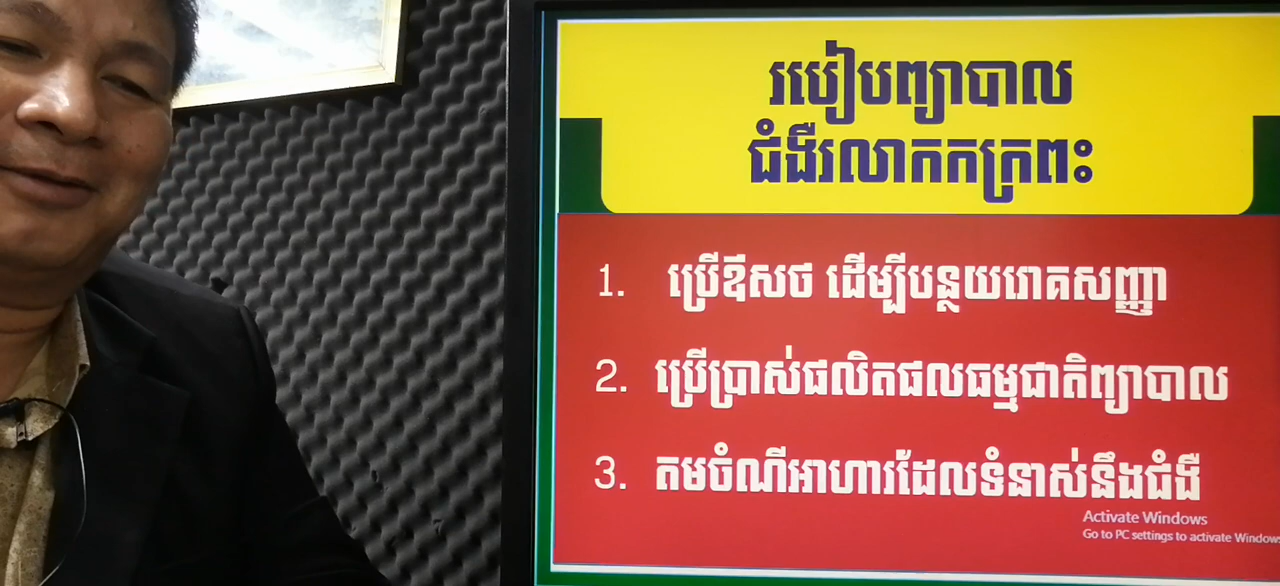 របៀបព្យាបាល
ជំងឺរលាកកក្រពះ
1. ប្រើឱសថ ដើម្បីបន្ថយរោគសញ្ញា
2. ប្រើប្រាស់ផលិតផលធម្មជាតិព្យាបាល
3. តមចំណីអាហារដែលទំនាស់នឹងជំងឺ
Activate Windows
Go to PC settings to activate Windows